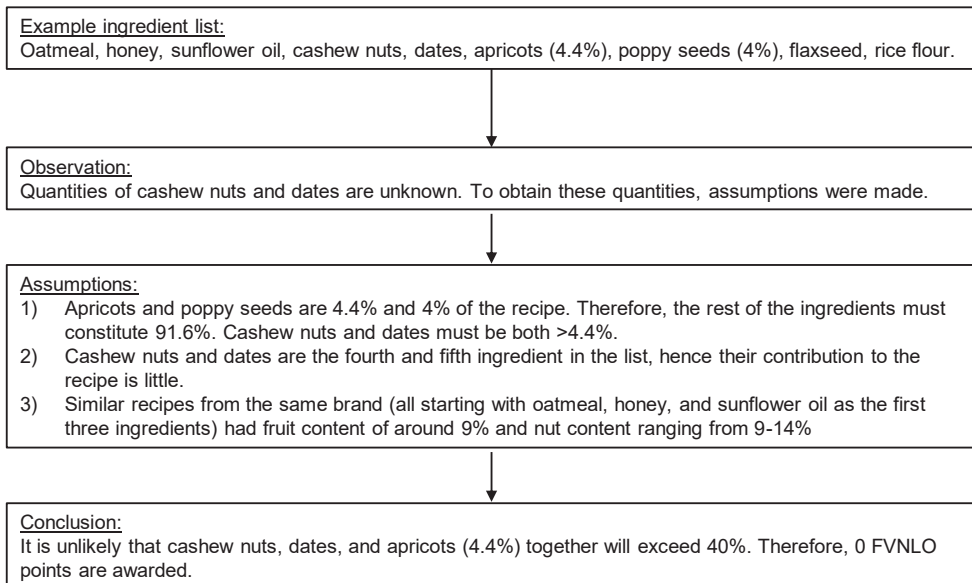 Example ingredient list:
Oatmeal, honey, sunflower oil, cashew nuts, dates, apricots (4.4%), poppy seeds (4%), flaxseed, rice flour.
Observation:
Quantities of cashew nuts and dates are unknown. To obtain these quantities, assumptions were made.
Assumptions:
1) Apricots and poppy seeds are 4.4% and 4% of the recipe. Therefore, the rest of the ingredients must
constitute 91.6%. Cashew nuts and dates must be both >4.4%.
2) Cashew nuts and dates are the fourth and fifth ingredient in the list, hence their contribution to the
recipe is little.
3) Similar recipes from the same brand (all starting with oatmeal, honey, and sunflower oil as the first
three ingredients) had fruit content of around 9% and nut content ranging from 9-14%
Conclusion:
It is unlikely that cashew nuts, dates, and apricots (4.4%) together will exceed 40%. Therefore, 0 FVNLO
points are awarded.